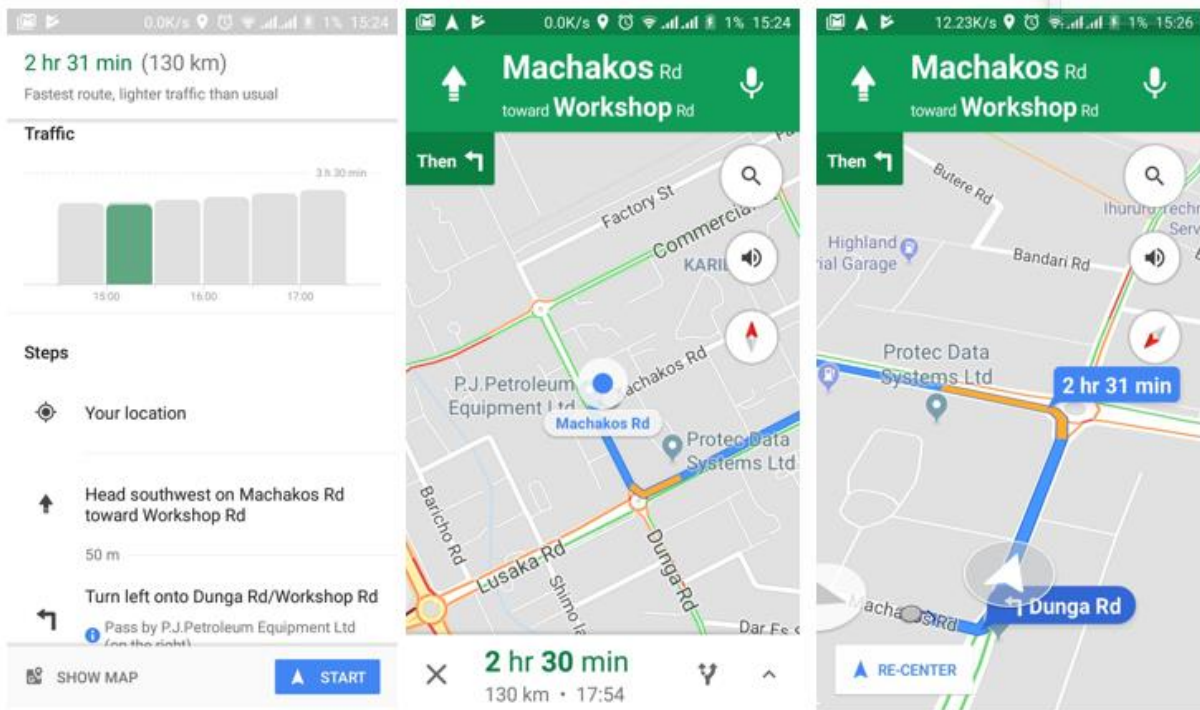 0.0K/s 1% 15:24
2 hr 31 min (130 km)
Fastest route, lighter traffic than usual
Traffic
3 h 30 min
15:00 16:00 17:00
Steps
Your location
Head southwest on Machakos Rd
toward Workshop Rd
50 m
Turn left onto Dunga Rd/Workshop Rd
Pass by P.J.Petroleum Equipment Ltd
(on the right)
SHOW MAP
START
0.0K/s 1% 15:24
Machakos Rd
toward Workshop Rd
Then
Factory St
Commercial
KARI
Machakos Rd
P.J.Petroleum
Equipment Ltd
Machakos Rd
Protec Data
Systems Ltd
Baricho Rd
Lusaka Rd
Dunga Rd
Shimo la
Dar Es S
2 hr 30 min
130 km • 17:54
12.23K/s 1% 15:26
Machakos Rd
toward Workshop Rd
Then
Butere Rd
Ihururu Techn
Serv
Highland
ial Garage
Bandari Rd
Protec Data
Systems Ltd
2 hr 31 min
Machakos Rd
Dunga Rd
RE-CENTER